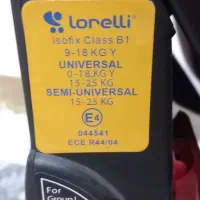 lorelli
Isofix Class B1
9-18 KG Y
UNIVERSAL
0-18 KG Y
15-25 KG
SEMI-UNIVERSAL
15-25 KG
E4
044541
ECE R44/04
For Group I